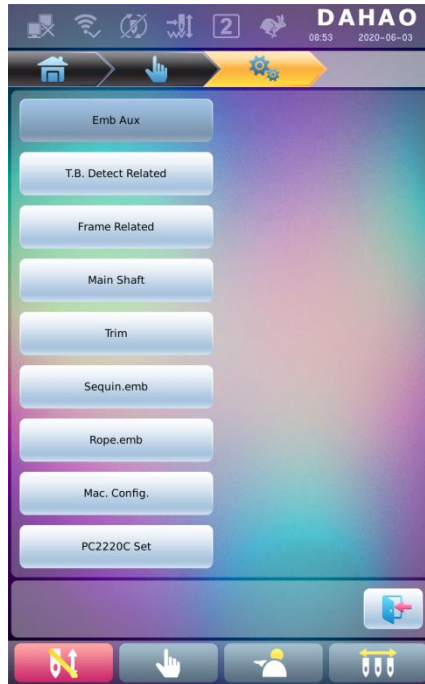 DAHAO
2
08:53 2020-06-03
Emb Aux
T.B. Detect Related
Frame Related
Main Shaft
Trim
Sequin.emb
Rope.emb
Mac. Config.
PC2220C Set